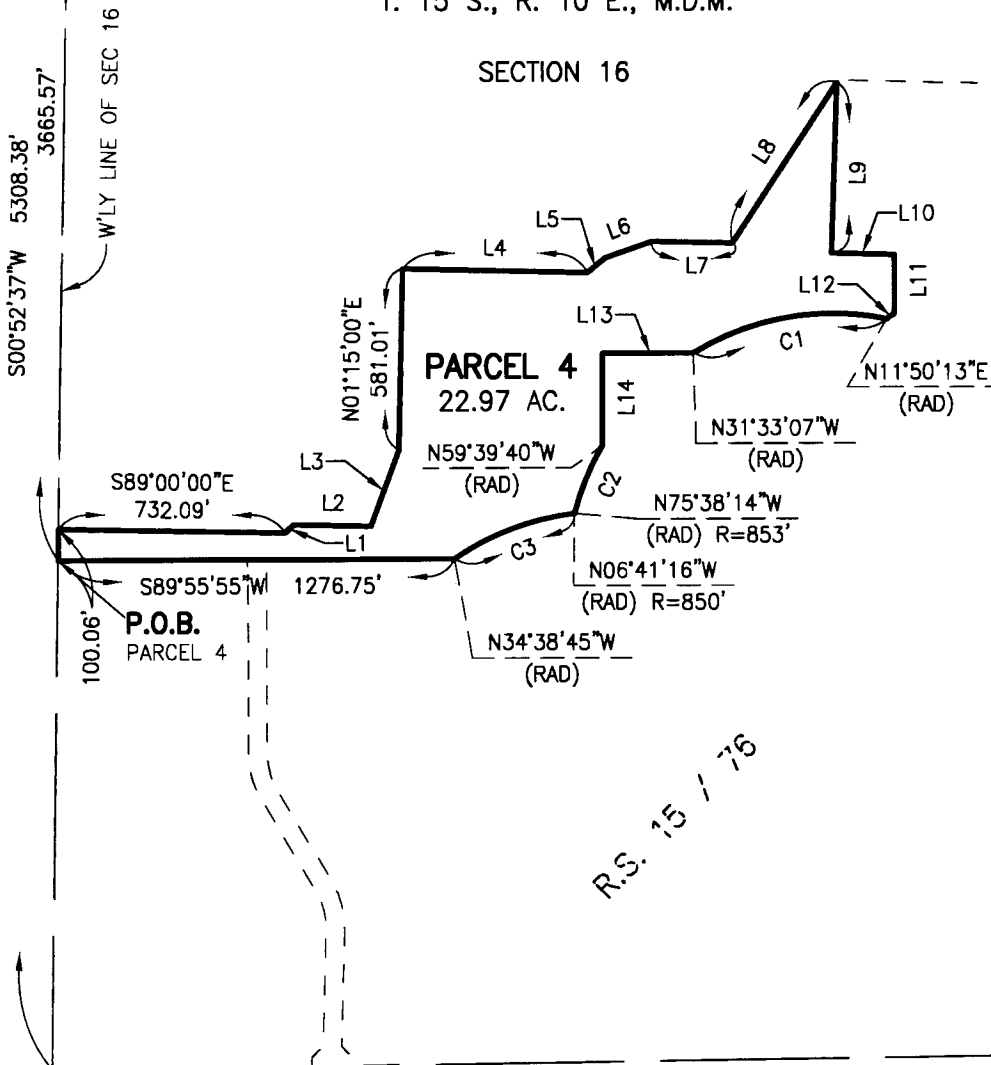 T. 15 S., R. 10 E., M.D.M.
SECTION 16
S00°52'37"W 5308.38'
3665.57'
W'LY LINE OF SEC 16
L8
L9
L10
L5
L6
L4
L7
L11
L12
L13
C1
N01°15'00"E
581.01'
PARCEL 4
22.97 AC.
L14
N11°50'13"E
(RAD)
N31°33'07"W
(RAD)
L3
N59°39'40"W
(RAD)
C2
S89°00'00"E
732.09'
L2
L1
N75°38'14"W
(RAD) R=853'
C3
N06°41'16"W
(RAD) R=850'
S89°55'55"W 1276.75'
100.06'
P.O.B.
PARCEL 4
N34°38'45"W
(RAD)
R.S. 15 / 76